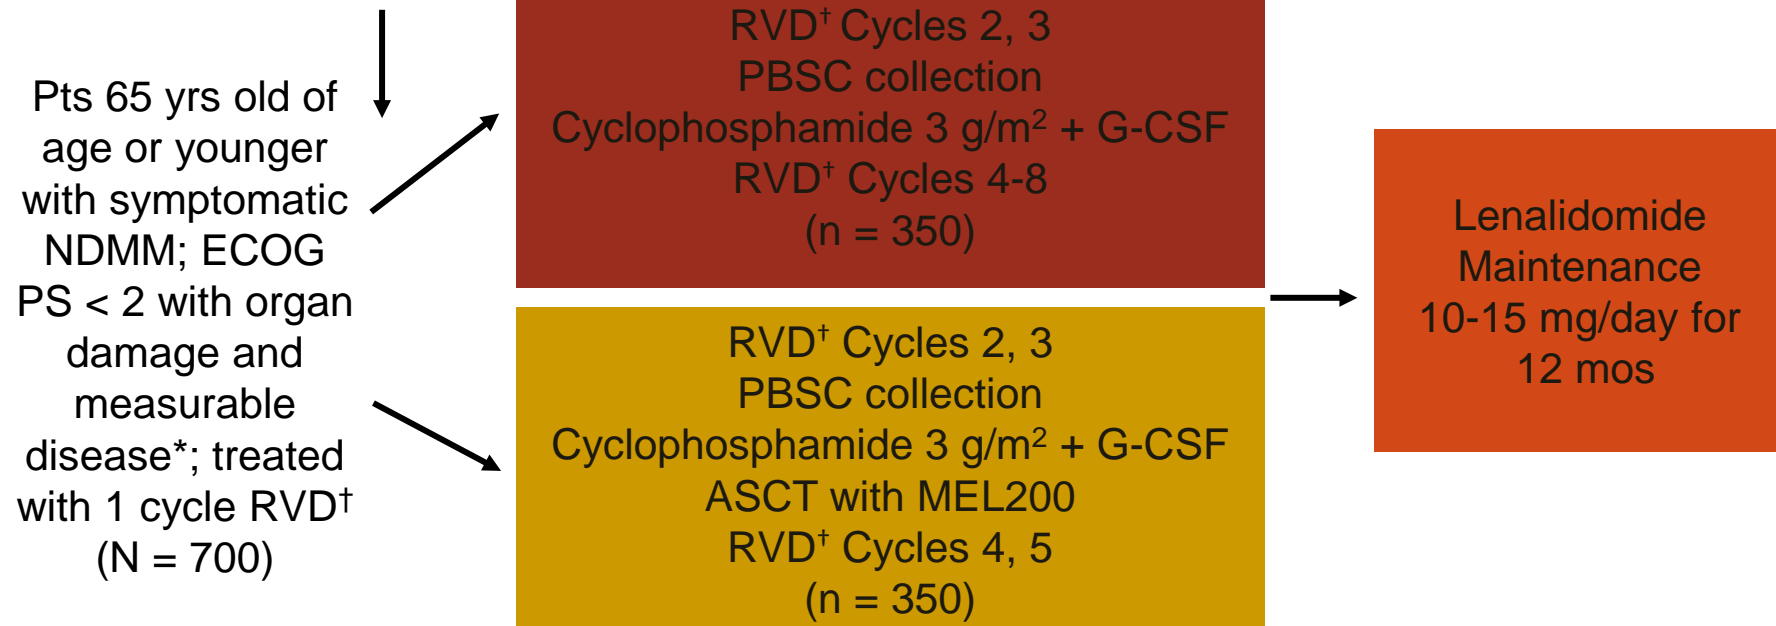 Pts 65 yrs old of
age or younger
with symptomatic
NDMM; ECOG
PS < 2 with organ
damage and
measurable
disease*; treated
with 1 cycle RVD†
(N = 700)
RVD† Cycles 2, 3
PBSC collection
Cyclophosphamide 3 g/m² + G-CSF
RVD† Cycles 4-8
(n = 350)
RVD† Cycles 2, 3
PBSC collection
Cyclophosphamide 3 g/m² + G-CSF
ASCT with MEL200
RVD† Cycles 4, 5
(n = 350)
Lenalidomide
Maintenance
10-15 mg/day for
12 mos